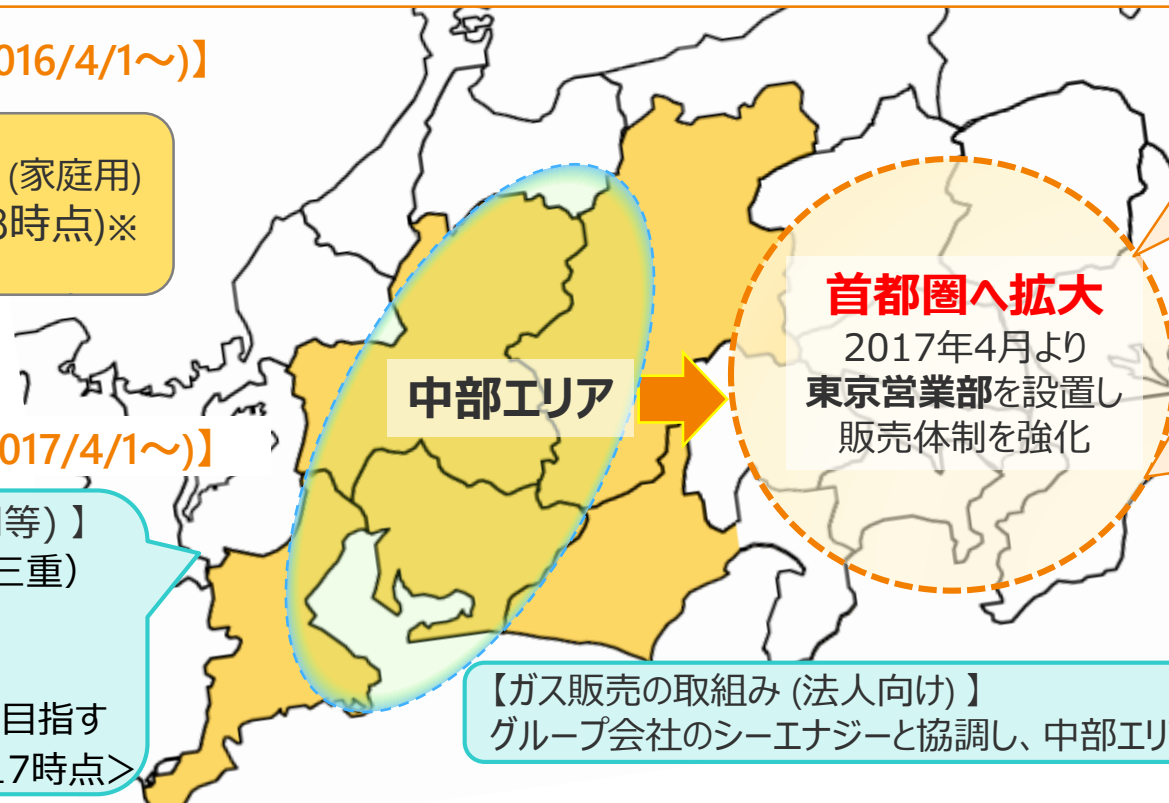 016/4/1～)】
(家庭用)
3時点)※
首都圏へ拡大
2017年4月より
東京営業部を設置し
販売体制を強化
中部エリア
017/4/1～)】
等) 】
三重）
目指す
17時点＞
【ガス販売の取組み (法人向け) 】
グループ会社のシーエナジーと協調し、中部エリ